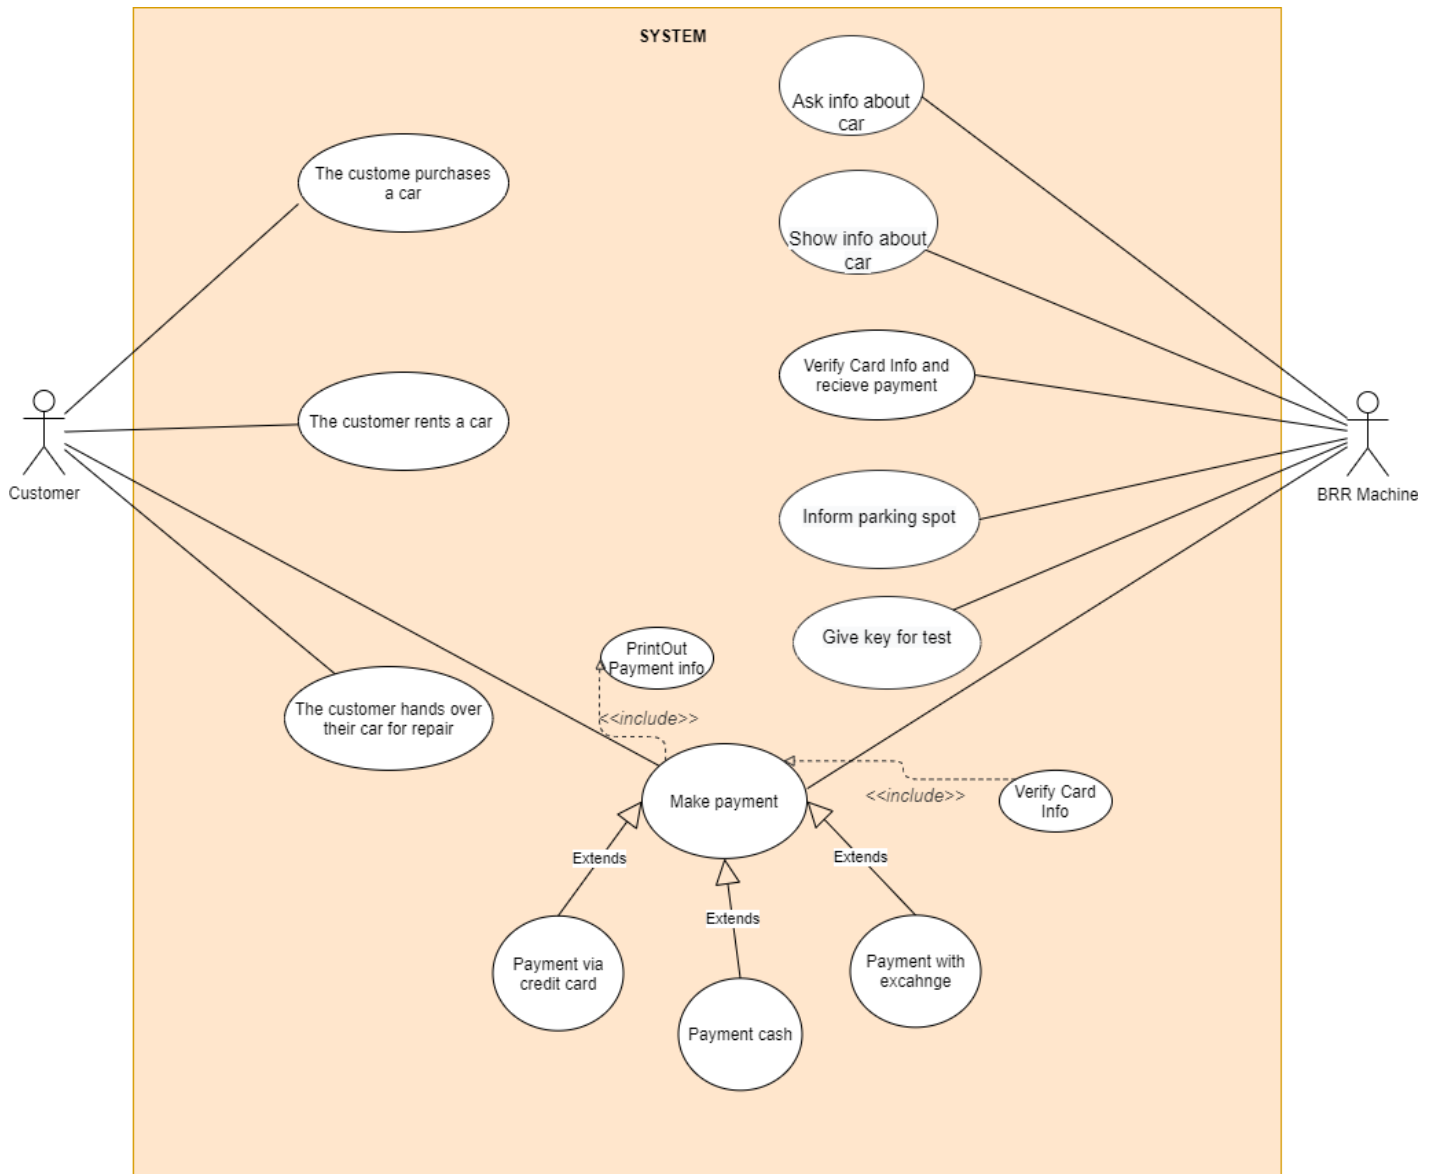 SYSTEM
Ask info about
car
The custome purchases
a car
Show info about
car
Verify Card Info and
recieve payment
The customer rents a car
Customer
BRR Machine
Inform parking spot
Give key for test
PrintOut
Payment info
The customer hands over
their car for repair
<<include>>
Make payment
<<include>>
Verify Card
Info
Extends
Extends
Extends
Payment via
credit card
Payment with
excahnge
Payment cash